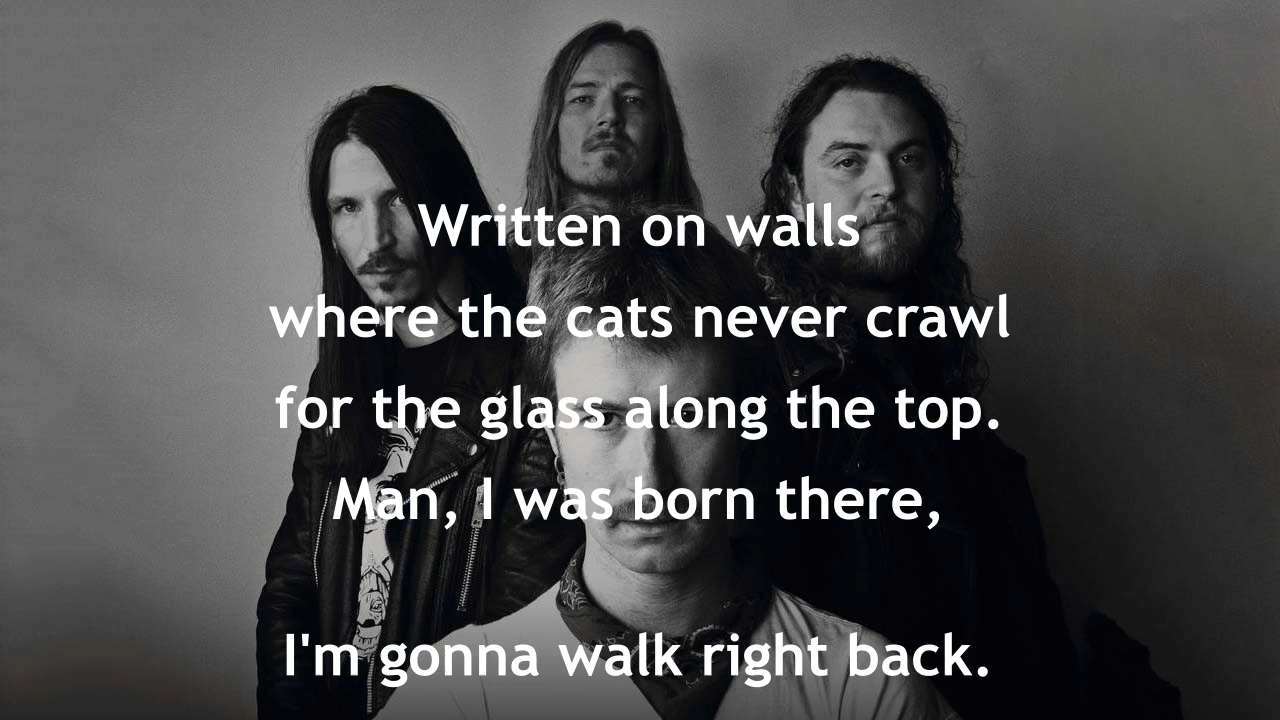 Written on walls
where the cats never crawl
for the glass along the top.
Man, I was born there,
I'm gonna walk right back.